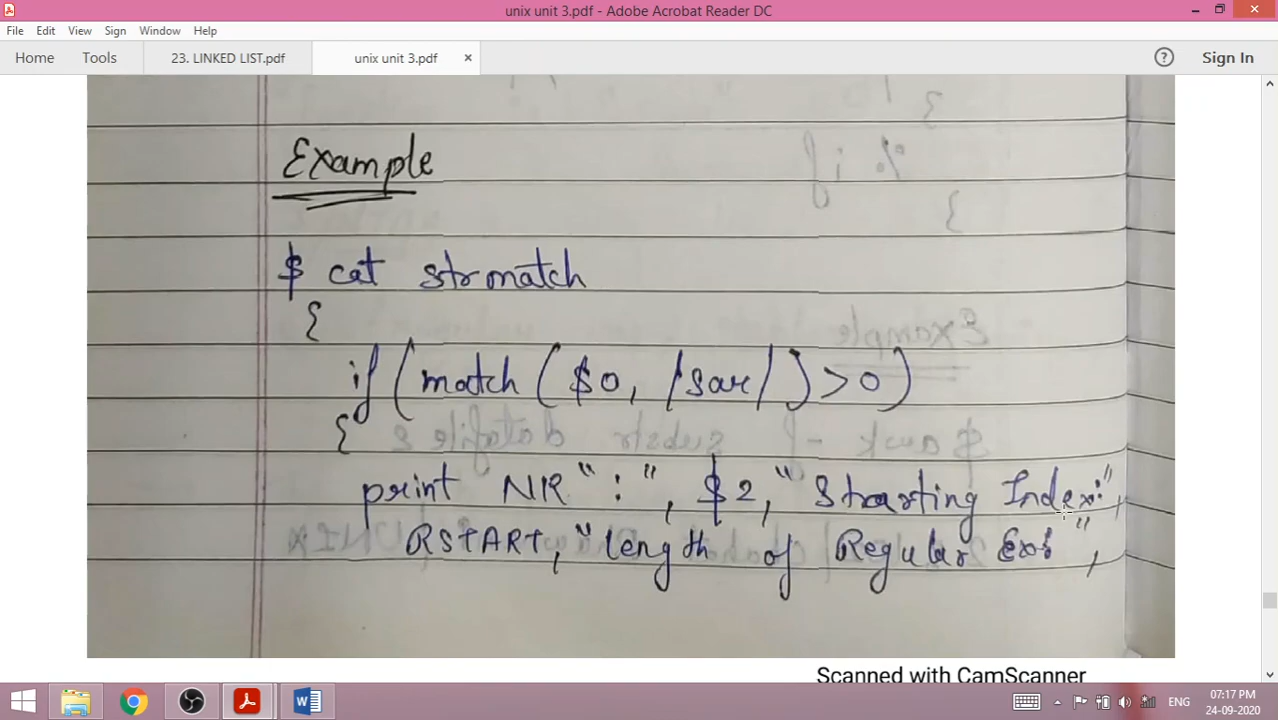 unix unit 3.pdf - Adobe Acrobat Reader DC
File Edit View Sign Window Help
Home Tools 23. LINKED LIST.pdf unix unit 3.pdf × ? Sign In
Example
$ cat strmatch
{
if (match ($0, /sar/) >0)
{
print NR ":", $2, "Starting Index:",
RSTART, "length of Regular Ex:",
Scanned with CamScanner
ENG 07:17 PM
24-09-2020